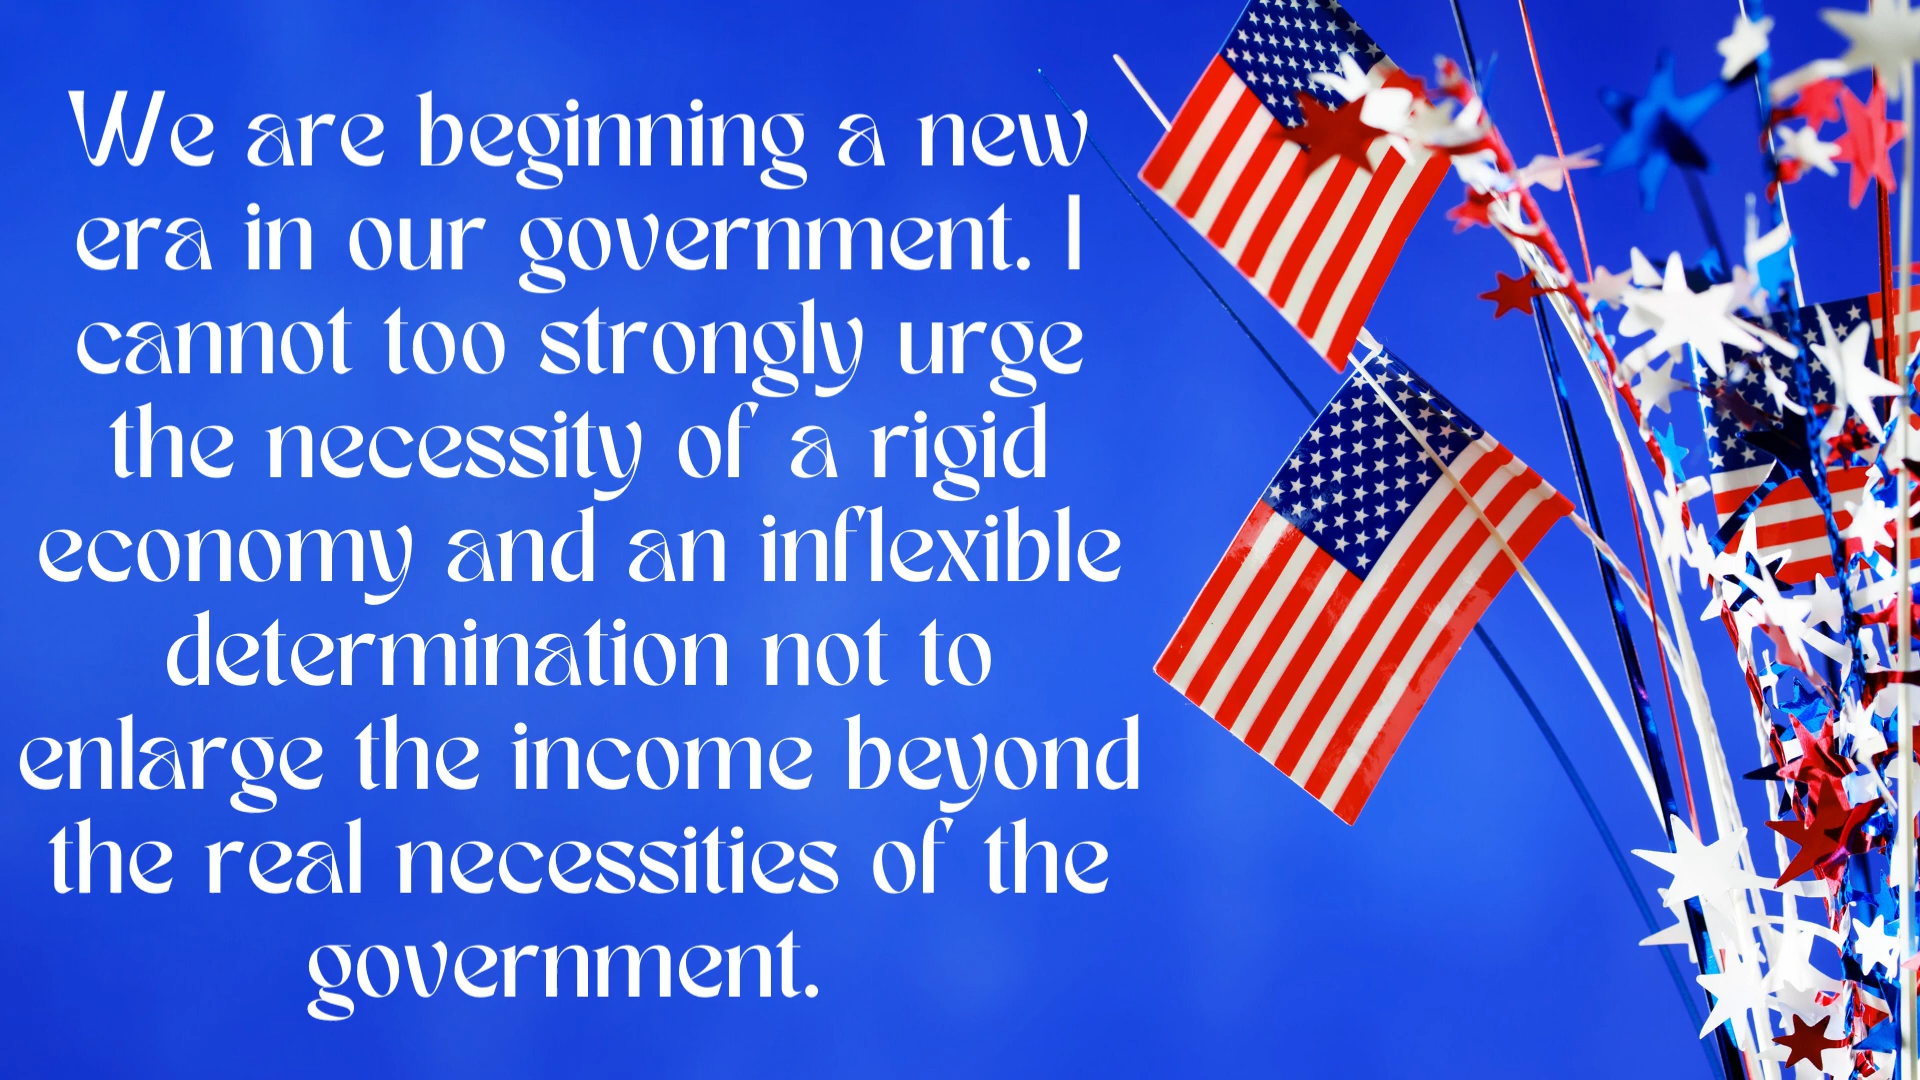 We are beginning a new
era in our government. I
cannot too strongly urge
the necessity of a rigid
economy and an inflexible
determination not to
enlarge the income beyond
the real necessities of the
government.